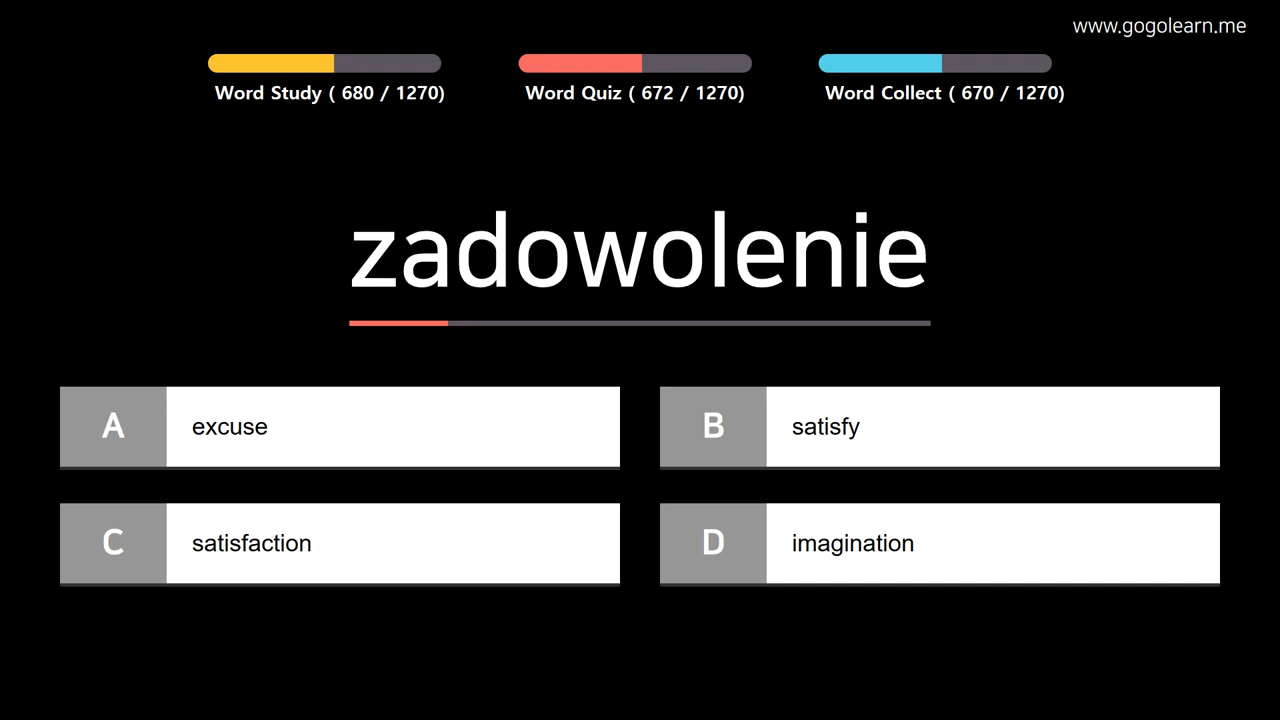 www.gogolearn.me
Word Study ( 680 / 1270)
Word Quiz ( 672 / 1270)
Word Collect ( 670 / 1270)
zadowolenie
A excuse
B satisfy
C satisfaction
D imagination